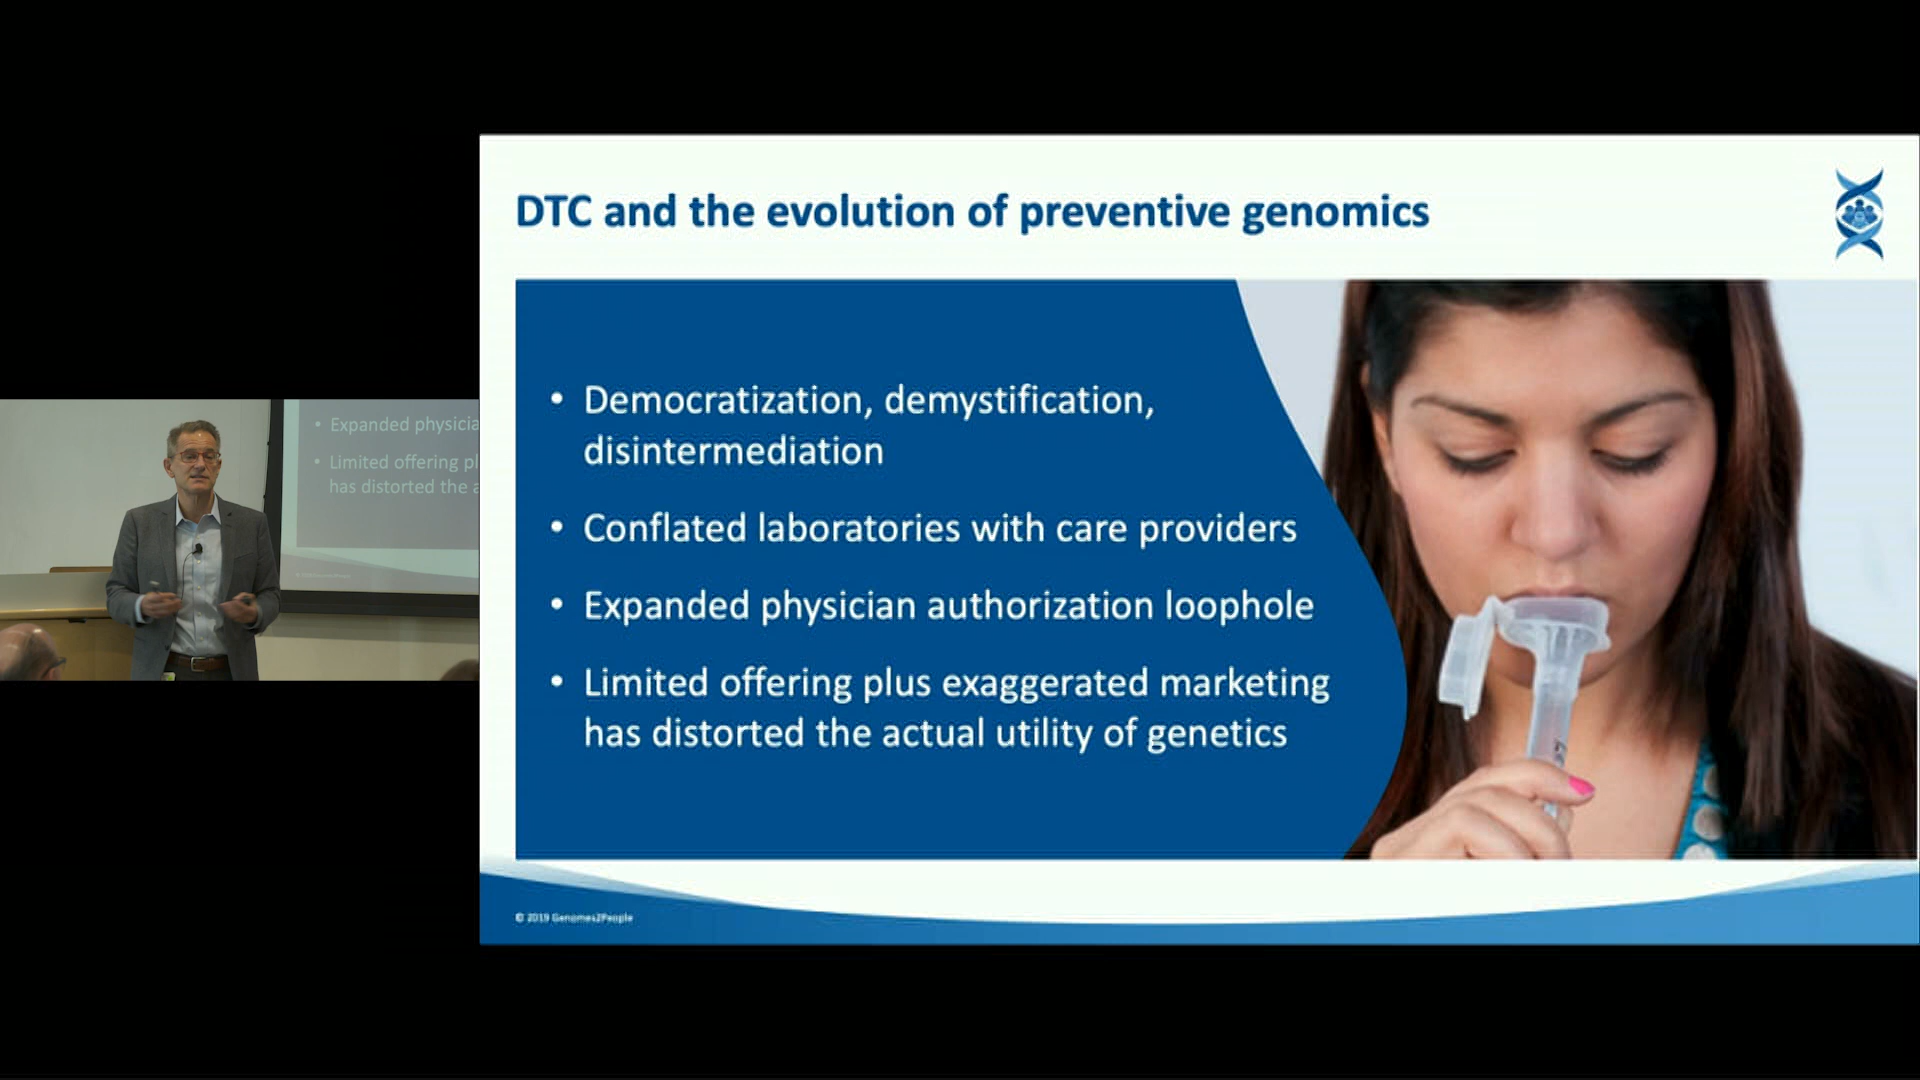 DTC and the evolution of preventive genomics
• Democratization, demystification,
disintermediation
• Conflated laboratories with care providers
• Expanded physician authorization loophole
• Limited offering plus exaggerated marketing
has distorted the actual utility of genetics
© 2019 Genomes2People
• Expanded physicia
• Limited offering pl
has distorted the a